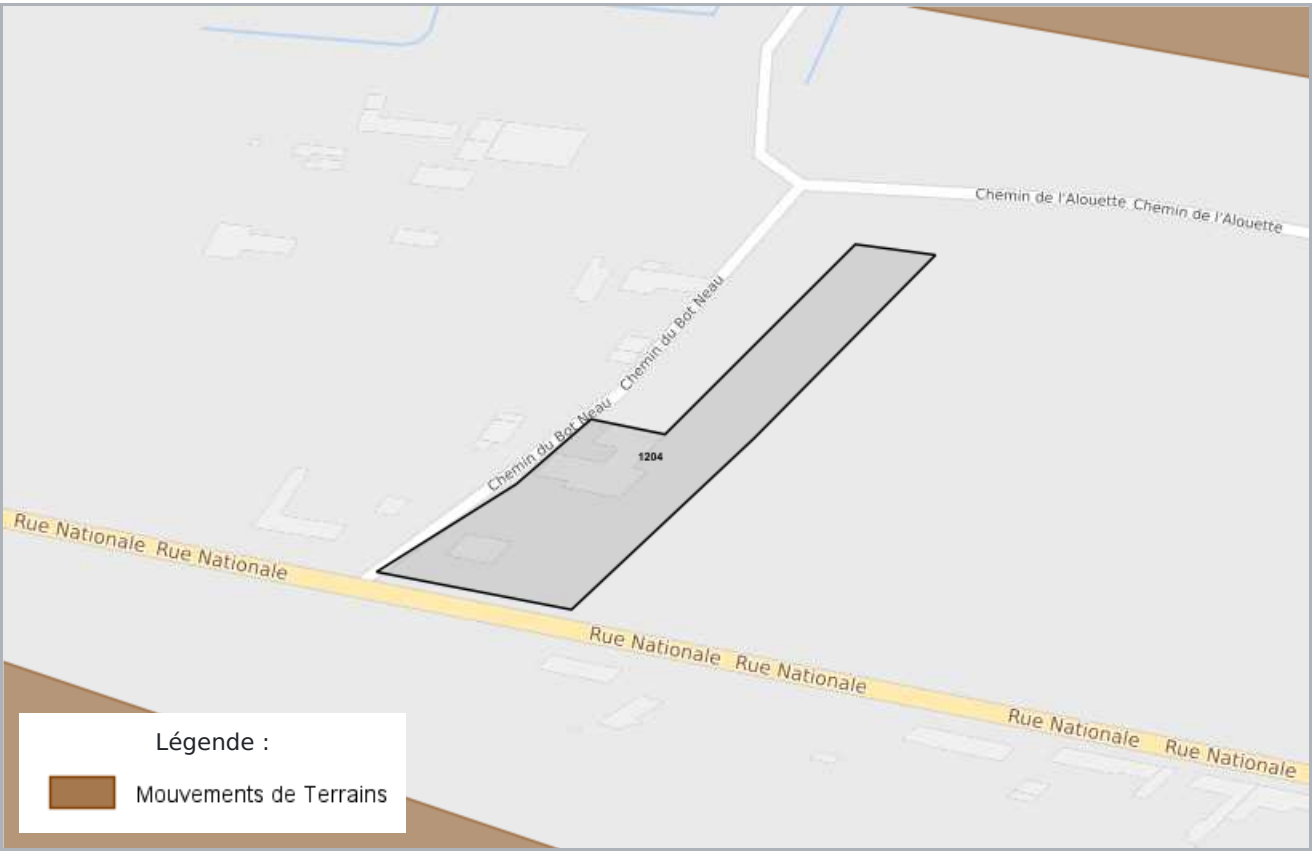 Chemin de l'Alouette Chemin de l'Alouette
Chemin du Bot Neau
Chemin du Bot Neau
1204
Rue Nationale Rue Nationale
Rue Nationale Rue Nationale
Rue Nationale Rue Nationale
Légende :
Mouvements de Terrains